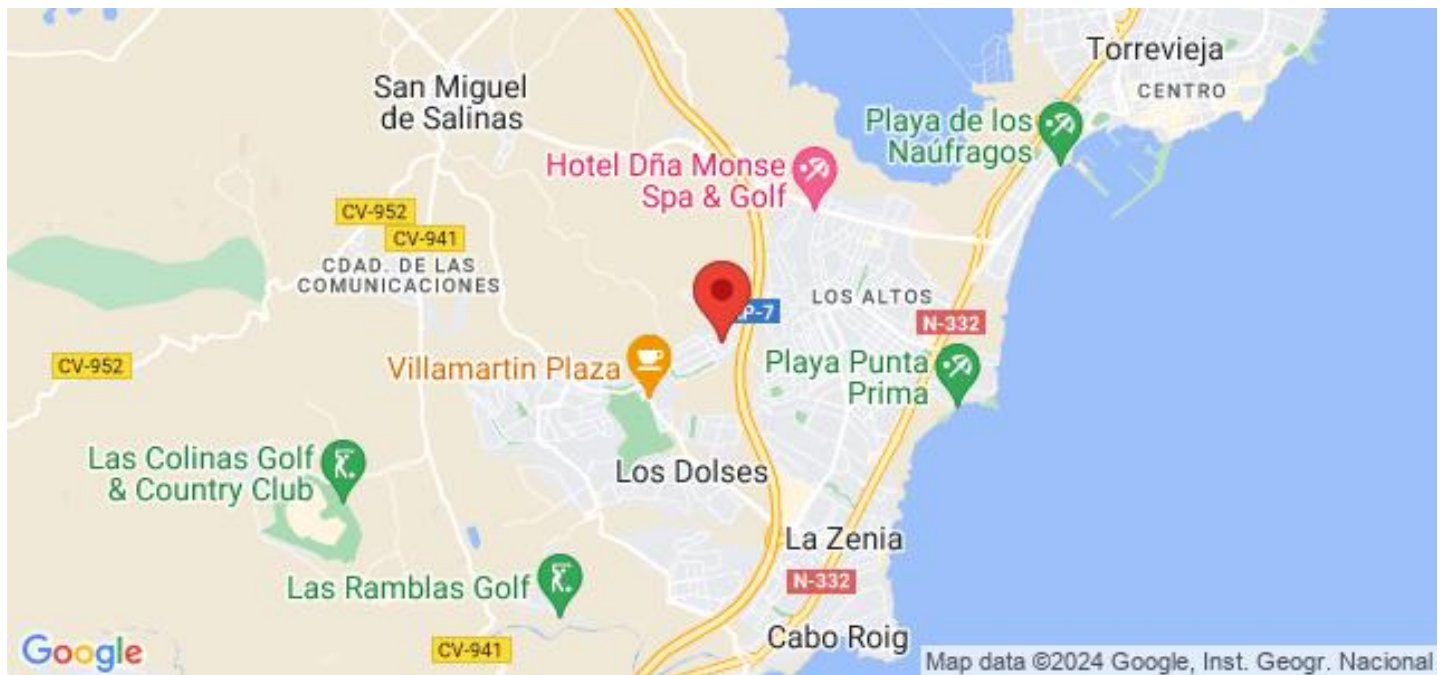 Torrevieja
CENTRO
San Miguel
de Salinas
Playa de los
Naúfragos
Hotel Dña Monse
Spa & Golf
CV-952
CV-941
CDAD. DE LAS
COMUNICACIONES
LOS ALTOS
P-7
N-332
CV-952
Villamartin Plaza
Playa Punta
Prima
Las Colinas Golf
& Country Club
Los Dolses
La Zenia
Las Ramblas Golf
N-332
Cabo Roig
CV-941
Google
Map data ©2024 Google, Inst. Geogr. Nacional